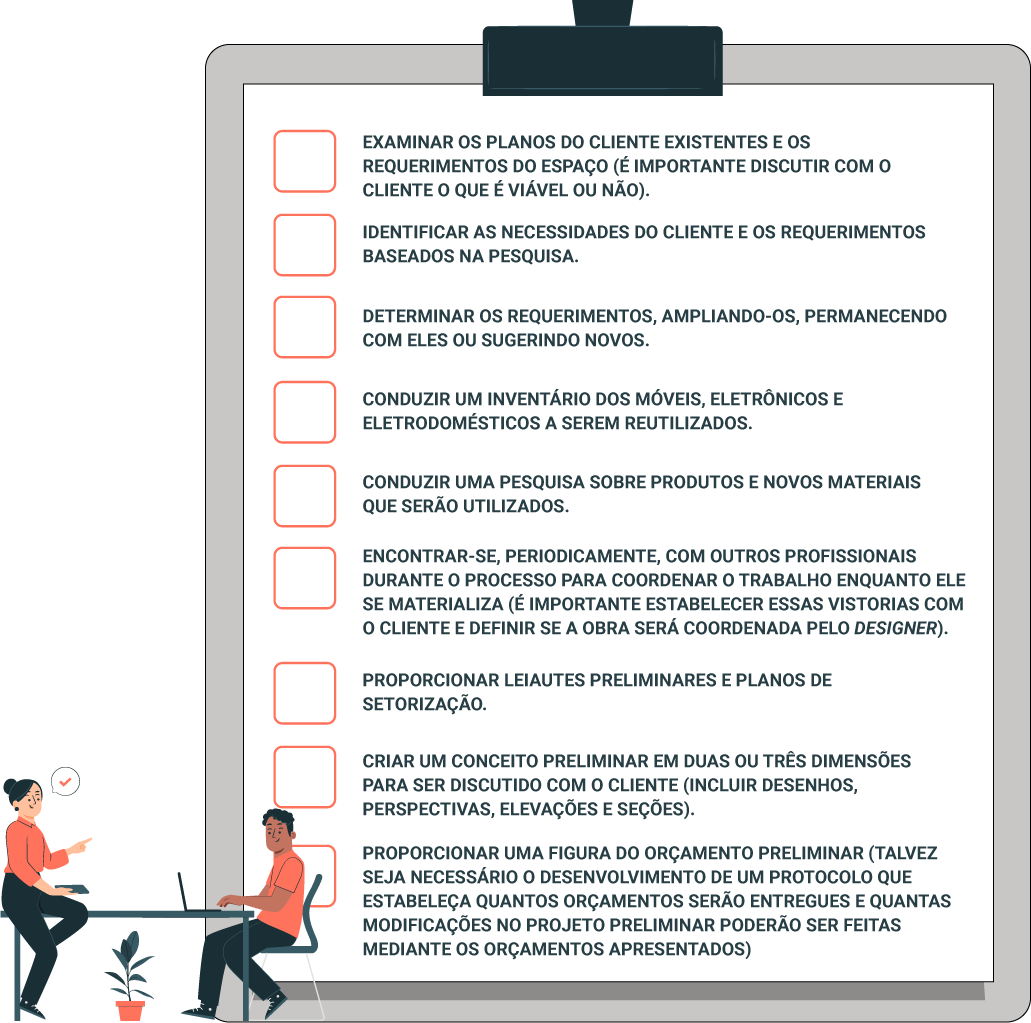 EXAMINAR OS PLANOS DO CLIENTE EXISTENTES E OS
REQUERIMENTOS DO ESPAÇO (É IMPORTANTE DISCUTIR COM O
CLIENTE O QUE É VIÁVEL OU NÃO).
IDENTIFICAR AS NECESSIDADES DO CLIENTE E OS REQUERIMENTOS
BASEADOS NA PESQUISA.
DETERMINAR OS REQUERIMENTOS, AMPLIANDO-OS, PERMANECENDO
COM ELES OU SUGERINDO NOVOS.
CONDUZIR UM INVENTÁRIO DOS MÓVEIS, ELETRÔNICOS E
ELETRODOMÉSTICOS A SEREM REUTILIZADOS.
CONDUZIR UMA PESQUISA SOBRE PRODUTOS E NOVOS MATERIAIS
QUE SERÃO UTILIZADOS.
ENCONTRAR-SE, PERIODICAMENTE, COM OUTROS PROFISSIONAIS
DURANTE O PROCESSO PARA COORDENAR O TRABALHO ENQUANTO ELE
SE MATERIALIZA (É IMPORTANTE ESTABELECER ESSAS VISTORIAS COM
O CLIENTE E DEFINIR SE A OBRA SERÁ COORDENADA PELO DESIGNER).
PROPORCIONAR LEIAUTES PRELIMINARES E PLANOS DE
SETORIZAÇÃO.
CRIAR UM CONCEITO PRELIMINAR EM DUAS OU TRÊS DIMENSÕES
PARA SER DISCUTIDO COM O CLIENTE (INCLUIR DESENHOS,
PERSPECTIVAS, ELEVAÇÕES E SEÇÕES).
PROPORCIONAR UMA FIGURA DO ORÇAMENTO PRELIMINAR (TALVEZ
SEJA NECESSÁRIO O DESENVOLVIMENTO DE UM PROTOCOLO QUE
ESTABELEÇA QUANTOS ORÇAMENTOS SERÃO ENTREGUES E QUANTAS
MODIFICAÇÕES NO PROJETO PRELIMINAR PODERÃO SER FEITAS
MEDIANTE OS ORÇAMENTOS APRESENTADOS)